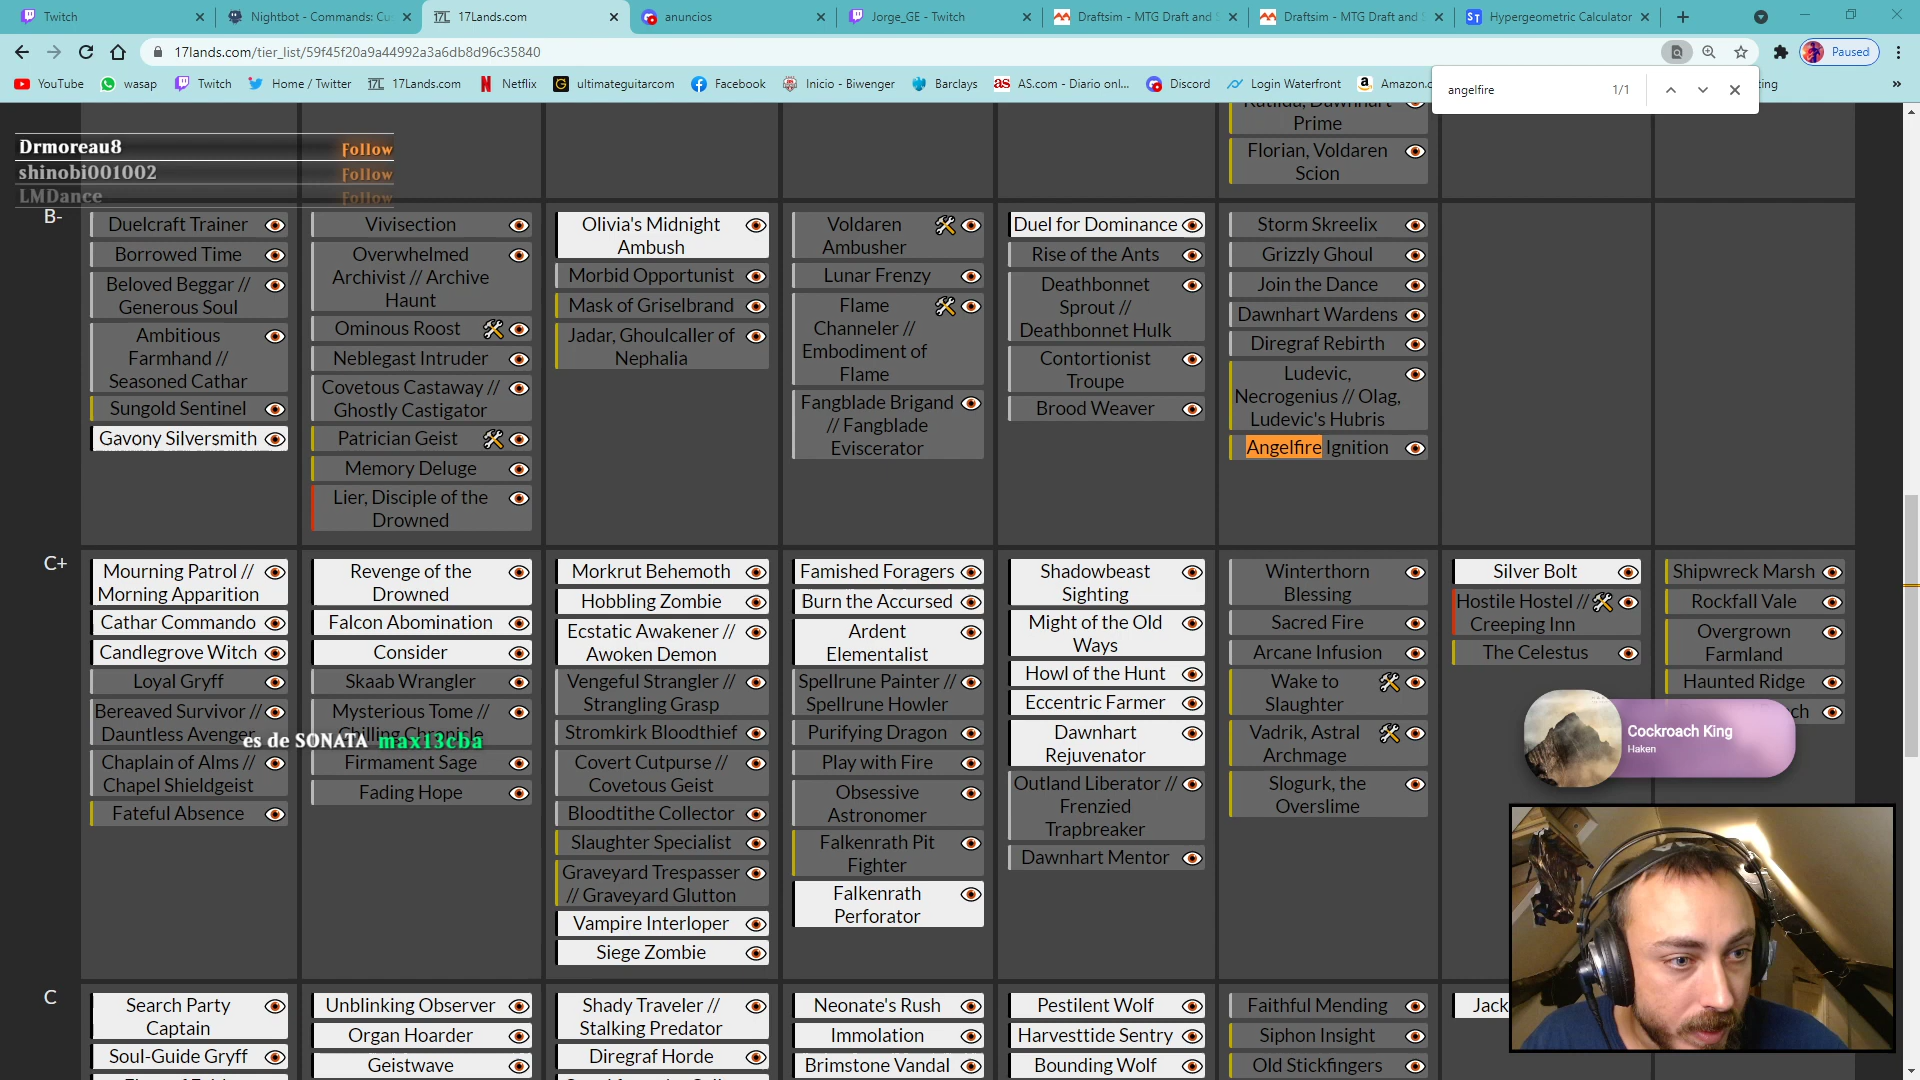 Twitch
Nightbot - Commands: Cu
17Lands.com
anuncios
Jorge_GE - Twitch
Draftsim - MTG Draft and
Draftsim - MTG Draft and
Hypergeometric Calculator
17lands.com/tier_list/59f45f20a9a44992a3a6db8d96c35840
Paused
YouTube
wasap
Twitch
Home / Twitter
17Lands.com
Netflix
ultimateguitarcom
Facebook
Inicio - Biwenger
Barclays
AS.com - Diario onl...
Discord
Login Waterfront
Amazon.c
angelfire
1/1
Drmoreau8 Follow
shinobi001002 Follow
LMDance Follow
Prime
Florian, Voldaren
Scion
B-
Duelcraft Trainer
Borrowed Time
Beloved Beggar //
Generous Soul
Ambitious
Farmhand //
Seasoned Cathar
Sungold Sentinel
Gavony Silversmith
Vivisection
Overwhelmed
Archivist // Archive
Haunt
Ominous Roost
Neblegast Intruder
Covetous Castaway //
Ghostly Castigator
Patrician Geist
Memory Deluge
Lier, Disciple of the
Drowned
Olivia's Midnight
Ambush
Morbid Opportunist
Mask of Griselbrand
Jadar, Ghoulcaller of
Nephalia
Voldaren
Ambusher
Lunar Frenzy
Flame
Channeler //
Embodiment of
Flame
Fangblade Brigand
// Fangblade
Eviscerator
Duel for Dominance
Rise of the Ants
Deathbonnet
Sprout //
Deathbonnet Hulk
Contortionist
Troupe
Brood Weaver
Storm Skreelix
Grizzly Ghoul
Join the Dance
Dawnhart Wardens
Diregraf Rebirth
Ludevic,
Necrogenius // Olag,
Ludevic's Hubris
Angelfire Ignition
C+
Mourning Patrol //
Morning Apparition
Cathar Commando
Candlegrove Witch
Loyal Gryff
Bereaved Survivor //
Dauntless Avenger
Chaplain of Alms //
Chapel Shieldgeist
Fateful Absence
Revenge of the
Drowned
Falcon Abomination
Consider
Skaab Wrangler
Mysterious Tome //
Chilling Chronicle
es de SONATA max13cba
Firmament Sage
Fading Hope
Morkrut Behemoth
Hobbling Zombie
Ecstatic Awakener //
Awoken Demon
Vengeful Strangler //
Strangling Grasp
Stromkirk Bloodthief
Covert Cutpurse //
Covetous Geist
Bloodtithe Collector
Slaughter Specialist
Graveyard Trespasser
// Graveyard Glutton
Vampire Interloper
Siege Zombie
Famished Foragers
Burn the Accursed
Ardent
Elementalist
Spellrune Painter //
Spellrune Howler
Purifying Dragon
Play with Fire
Obsessive
Astronomer
Falkenrath Pit
Fighter
Falkenrath
Perforator
Shadowbeast
Sighting
Might of the Old
Ways
Howl of the Hunt
Eccentric Farmer
Dawnhart
Rejuvenator
Outland Liberator //
Frenzied
Trapbreaker
Dawnhart Mentor
Winterthorn
Blessing
Sacred Fire
Arcane Infusion
Wake to
Slaughter
Vadrik, Astral
Archmage
Slogurk, the
Overslime
Silver Bolt
Hostile Hostel //
Creeping Inn
The Celestus
Shipwreck Marsh
Rockfall Vale
Overgrown
Farmland
Haunted Ridge
Cockroach King
Haken
C
Search Party
Captain
Soul-Guide Gryff
Unblinking Observer
Organ Hoarder
Geistwave
Shady Traveler //
Stalking Predator
Diregraf Horde
Neonate's Rush
Immolation
Brimstone Vandal
Pestilent Wolf
Harvesttide Sentry
Bounding Wolf
Faithful Mending
Siphon Insight
Old Stickfingers
Jack